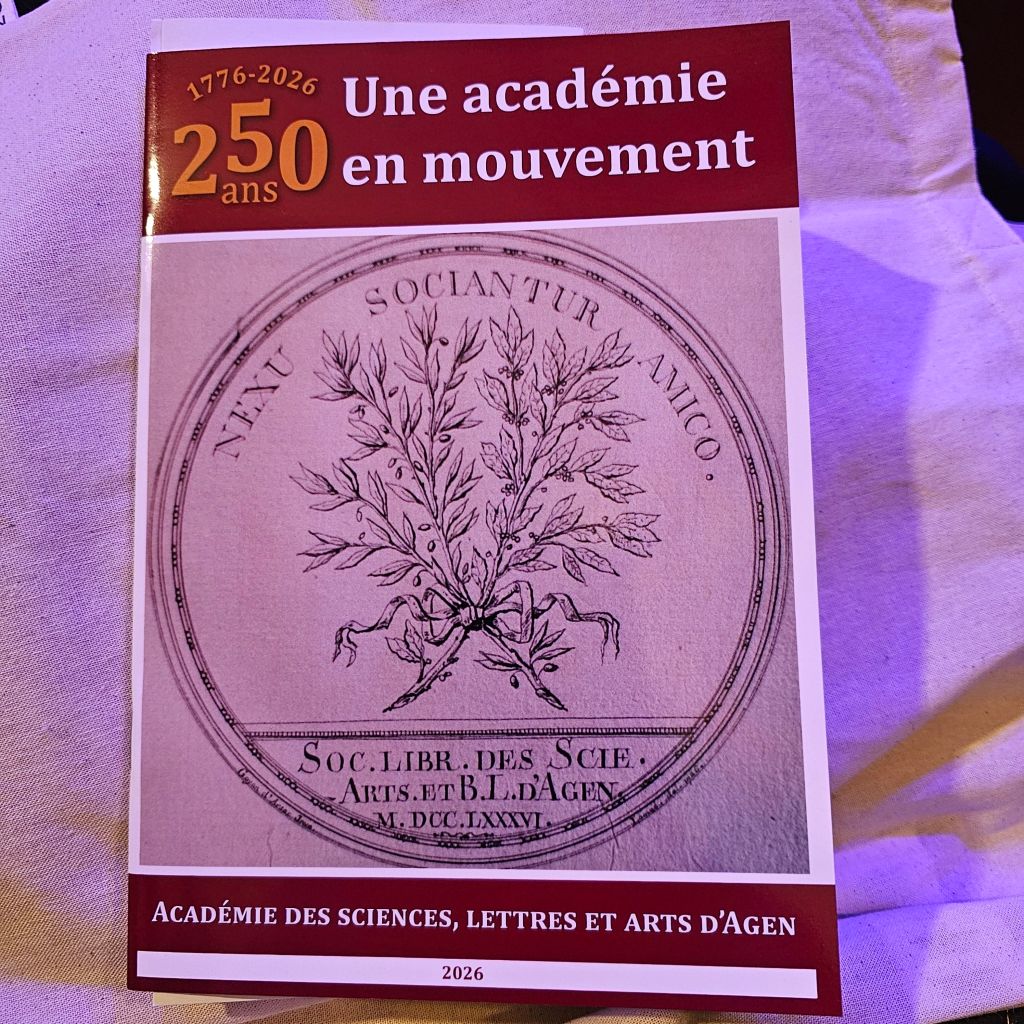 1776-2026
250
ans
Une académie
en mouvement
NEXU SOCIANTUR AMICO.
SOC. LIBR. DES SCIE.
ARTS. ET B. L. D'AGEN
M. DCC. LXXXVI.
ACADÉMIE DES SCIENCES, LETTRES ET ARTS D'AGEN
2026